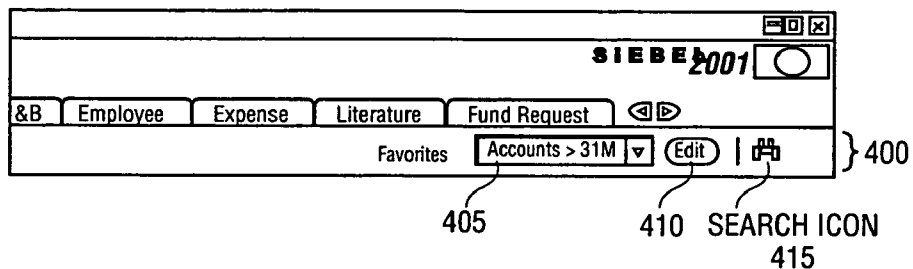 SIEBEL 2001
&B Employee Expense Literature Fund Request
Favorites Accounts > 31M Edit 400
405 410 SEARCH ICON
415